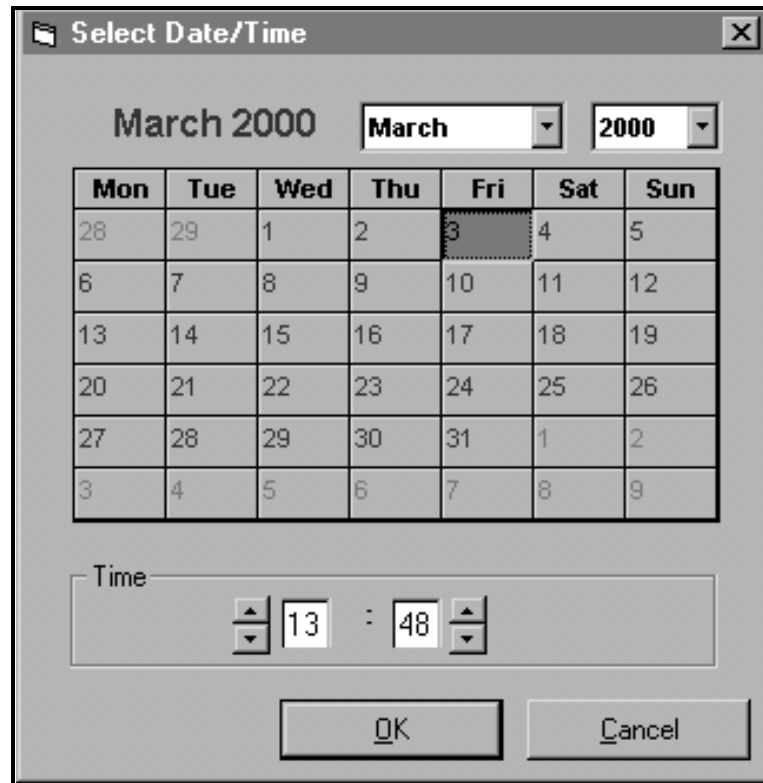 Select Date/Time
March 2000 March 2000
Mon Tue Wed Thu Fri Sat Sun
28 29 1 2 3 4 5
6 7 8 9 10 11 12
13 14 15 16 17 18 19
20 21 22 23 24 25 26
27 28 29 30 31 1 2
3 4 5 6 7 8 9
Time
13 : 48
OK Cancel